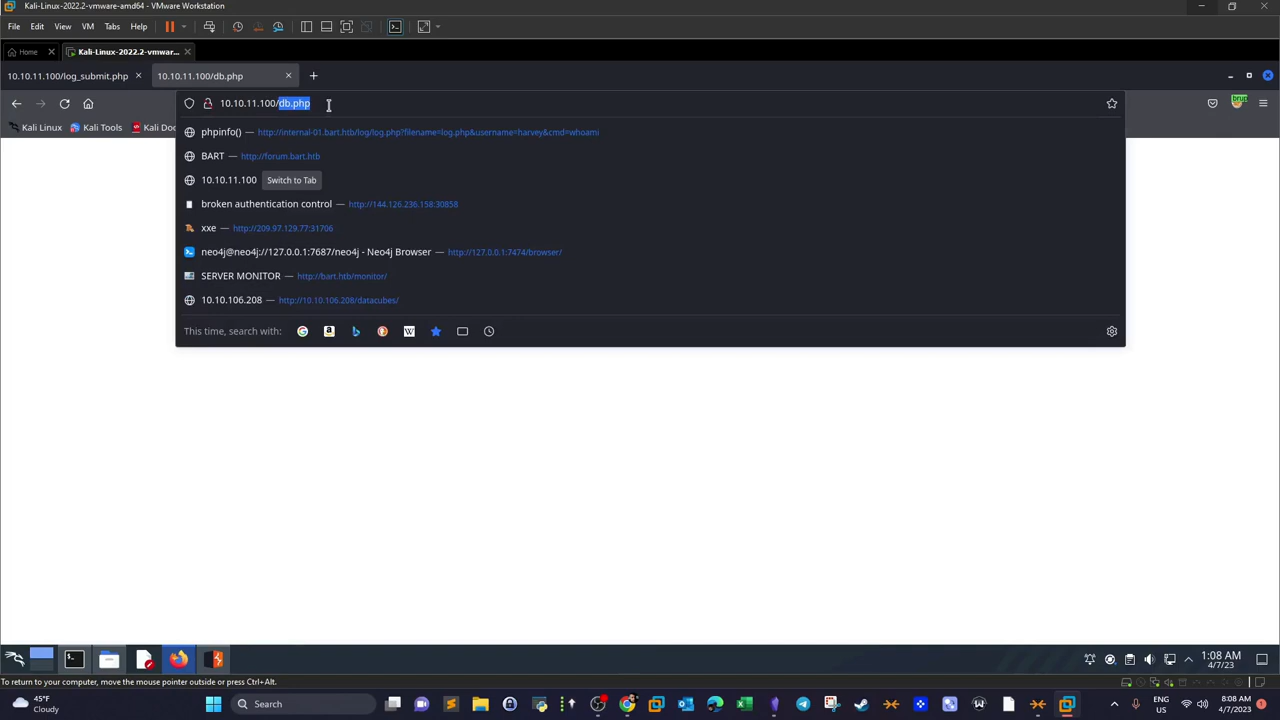 Kali-Linux-2022.2-vmware-amd64 - VMware Workstation
File Edit View VM Tabs Help
Home Kali-Linux-2022.2-vmwar...
10.10.11.100/log_submit.php 10.10.11.100/db.php
10.10.11.100/db.php
Kali Linux Kali Tools Kali Doc
phpinfo() — http://internal-01.bart.htb/log/log.php?filename=log.php&username=harvey&cmd=whoami
BART — http://forum.bart.htb
10.10.11.100 Switch to Tab
broken authentication control — http://144.126.236.158:30858
xxe — http://209.97.129.77:31706
neo4j@neo4j://127.0.0.1:7687/neo4j - Neo4j Browser — http://127.0.0.1:7474/browser/
SERVER MONITOR — http://bart.htb/monitor/
10.10.106.208 — http://10.10.106.208/datacubes/
This time, search with:
1:08 AM
4/7/23
To return to your computer, move the mouse pointer outside or press Ctrl+Alt.
45°F
Cloudy
Search
ENG
US
8:08 AM
4/7/2023